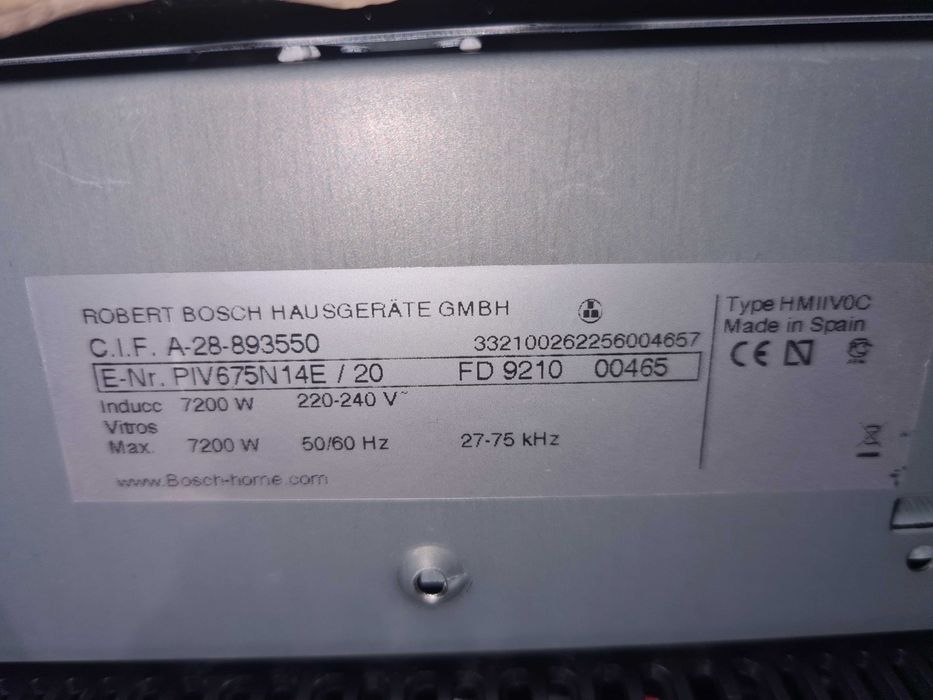 ROBERT BOSCH HAUSGERÄTE GMBH
C.I.F. A-28-893550 332100262256004657
E-Nr. PIV675N14E / 20 FD 9210 00465
Inducc 7200 W 220-240 V~
Vitros
Max. 7200 W 50/60 Hz 27-75 kHz
www.Bosch-home.com
Type HMIIV0C
Made in Spain
CE N